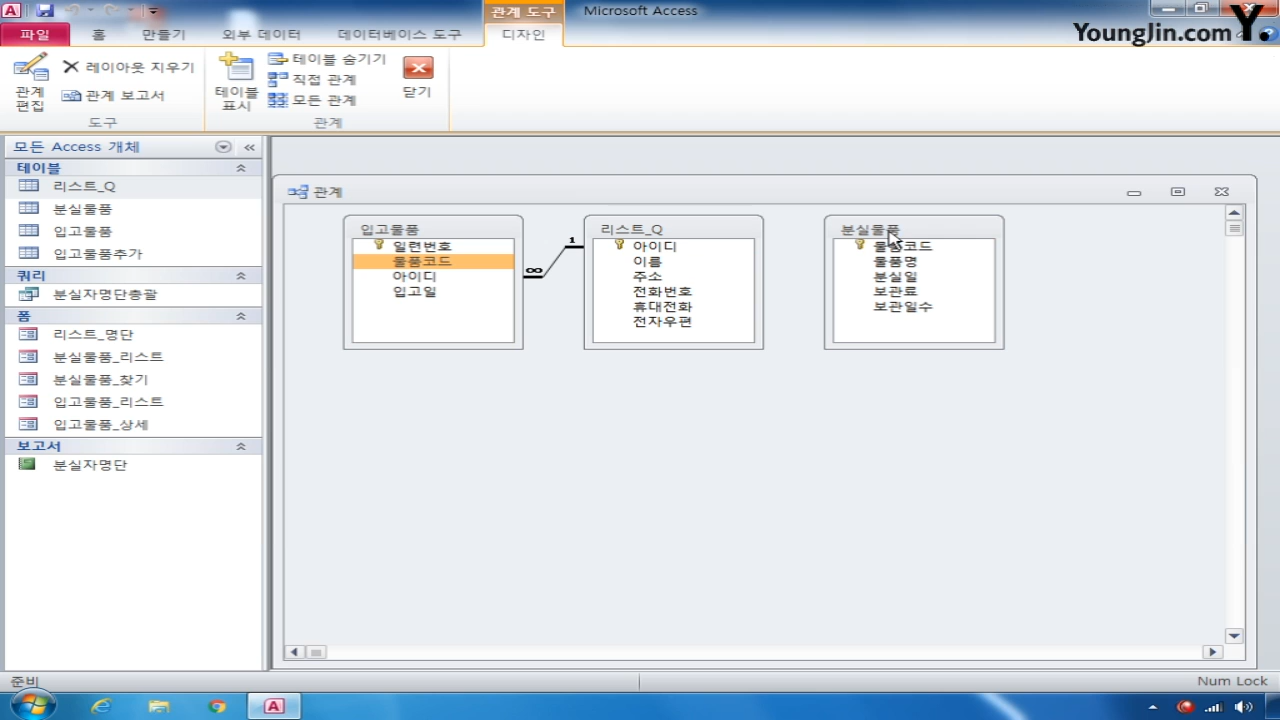 관계 도구
Microsoft Access
YoungJin.com
Y.
파일
홈
만들기
외부 데이터
데이터베이스 도구
디자인
관계
편집
레이아웃 지우기
관계 보고서
도구
테이블
표시
테이블 숨기기
직접 관계
모든 관계
관계
닫기
모든 Access 개체
테이블
리스트_Q
분실물품
입고물품
입고물품추가
쿼리
분실자명단총괄
폼
리스트_명단
분실물품_리스트
분실물품_찾기
입고물품_리스트
입고물품_상세
보고서
분실자명단
관계
입고물품
일련번호
물품코드
아이디
입고일
∞
1
리스트_Q
아이디
이름
주소
전화번호
휴대전화
전자우편
분실물품
물품코드
물품명
분실일
보관료
보관일수
준비
Num Lock